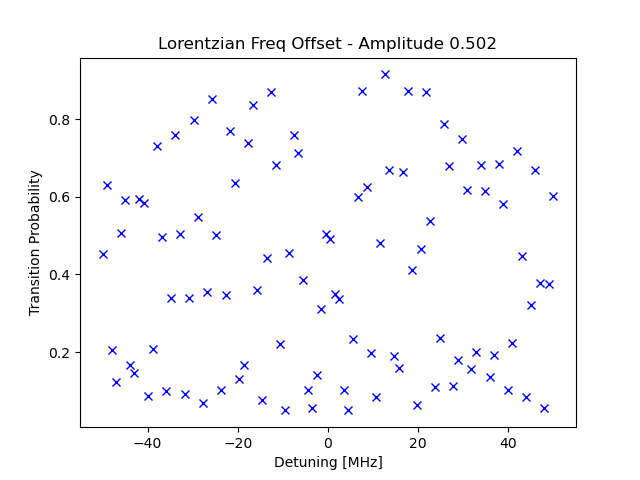 Lorentzian Freq Offset - Amplitude 0.502
Transition Probability
0.8
0.6
0.4
0.2
−40 −20 0 20 40
Detuning [MHz]